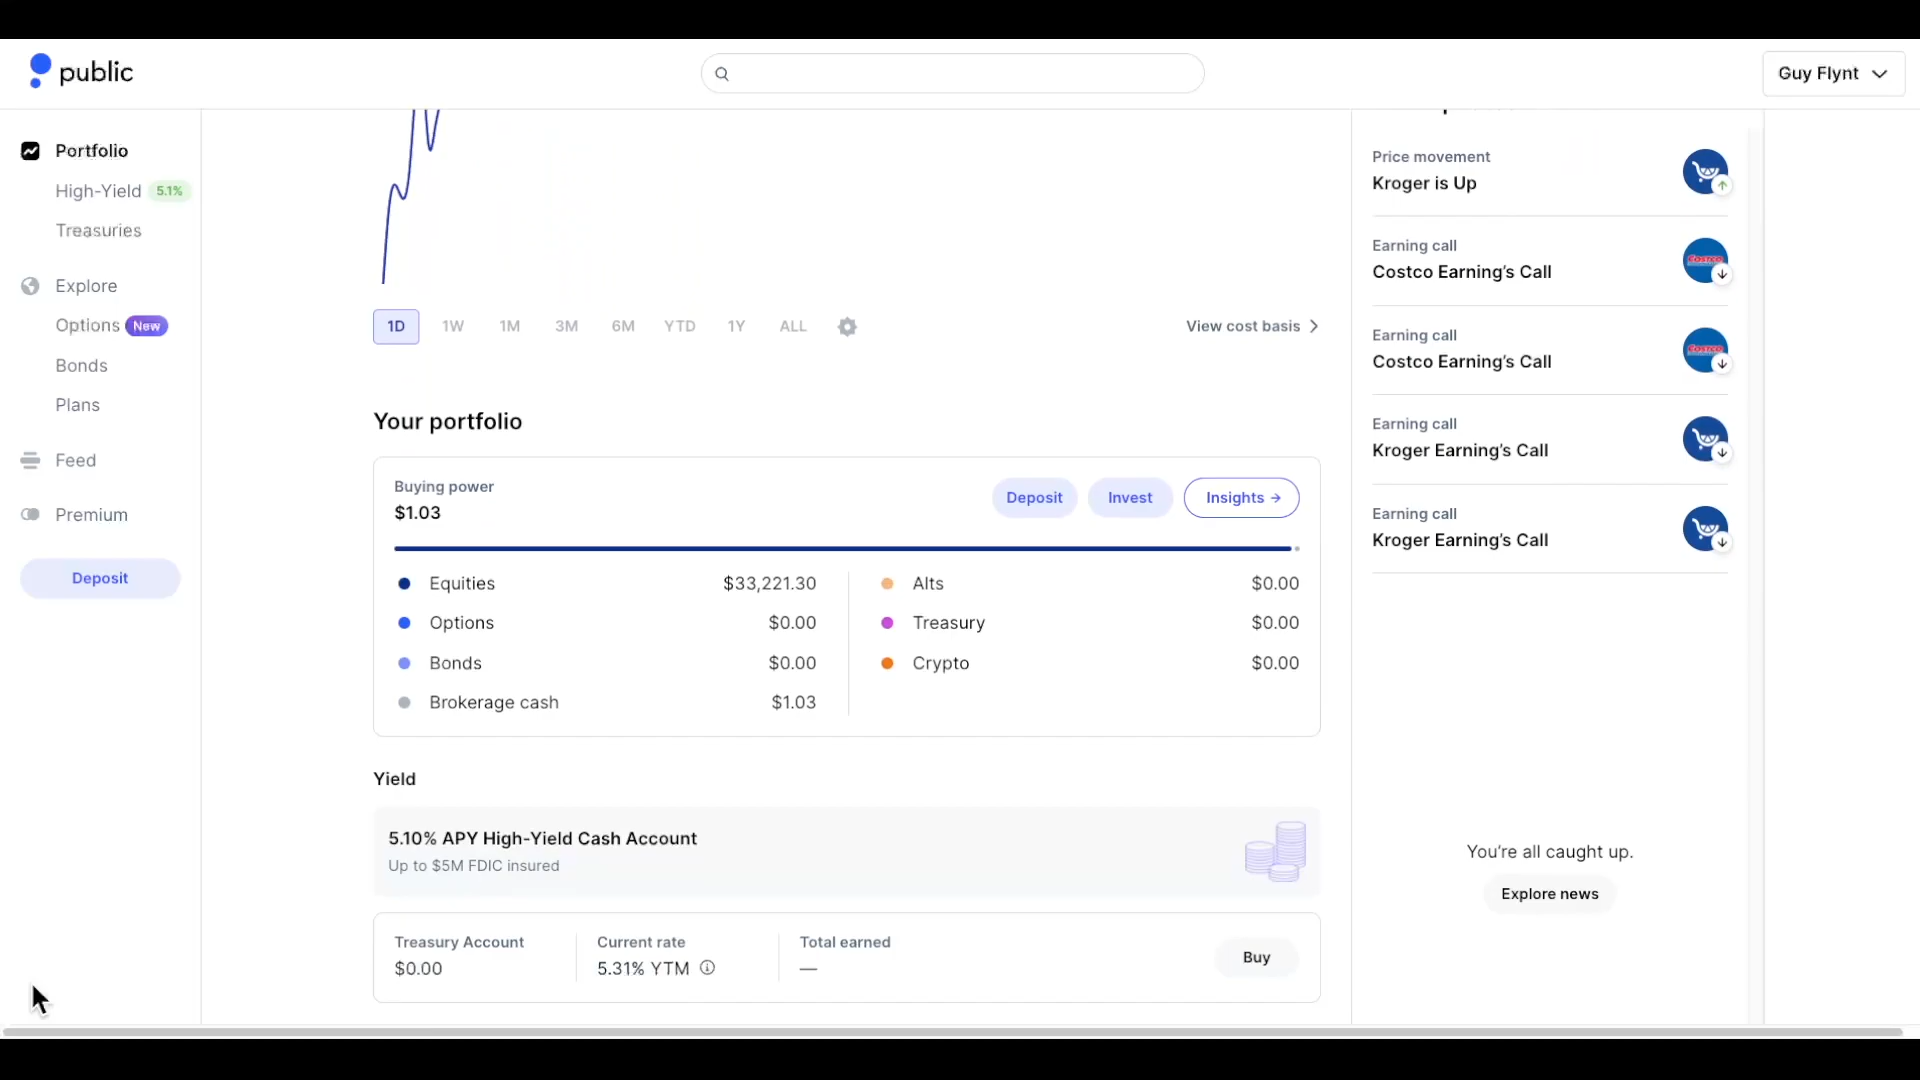 public
Guy Flynt
Portfolio
High-Yield 5.1%
Treasuries
Explore
Options New
Bonds
Plans
Feed
Premium
Deposit
1D 1W 1M 3M 6M YTD 1Y ALL
View cost basis
Your portfolio
Buying power
$1.03
Deposit Invest Insights →
Equities $33,221.30
Options $0.00
Bonds $0.00
Brokerage cash $1.03
Alts $0.00
Treasury $0.00
Crypto $0.00
Yield
5.10% APY High-Yield Cash Account
Up to $5M FDIC insured
Treasury Account
$0.00
Current rate
5.31% YTM
Total earned
—
Buy
Price movement
Kroger is Up
Earning call
Costco Earning’s Call
COSTCO
Earning call
Costco Earning’s Call
COSTCO
Earning call
Kroger Earning’s Call
Earning call
Kroger Earning’s Call
You’re all caught up.
Explore news